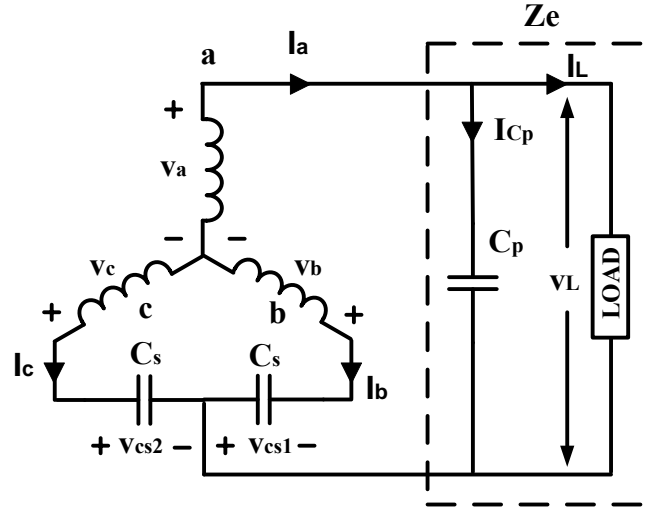 Ze
Ia
IL
a
+
ICp
va
Cp
vL
LOAD
− −
vc vb
+ c b +
Ic Cs Cs Ib
+ vcs2 − + vcs1 −